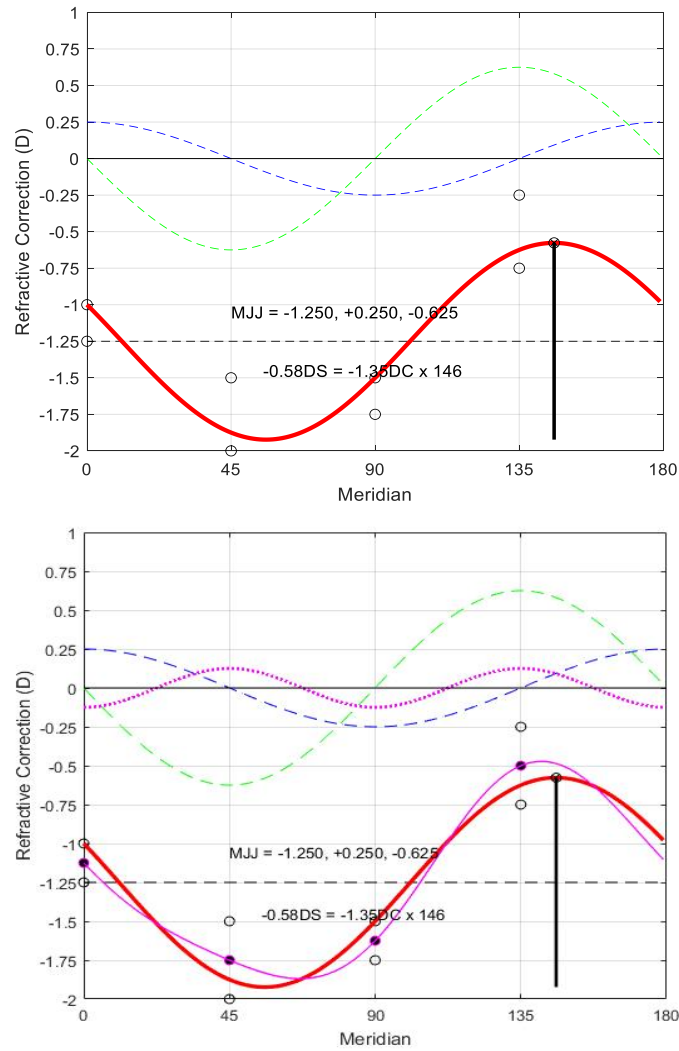 1
0.75
0.5
0.25
0
-0.25
-0.5
-0.75
-1
-1.25
-1.5
-1.75
-2
Refractive Correction (D)
MJJ = -1.250, +0.250, -0.625
-0.58DS = -1.35DC x 146
0 45 90 135 180
Meridian
1
0.75
0.5
0.25
0
-0.25
-0.5
-0.75
-1
-1.25
-1.5
-1.75
-2
Refractive Correction (D)
MJJ = -1.250, +0.250, -0.625
-0.58DS = -1.35DC x 146
0 45 90 135 180
Meridian